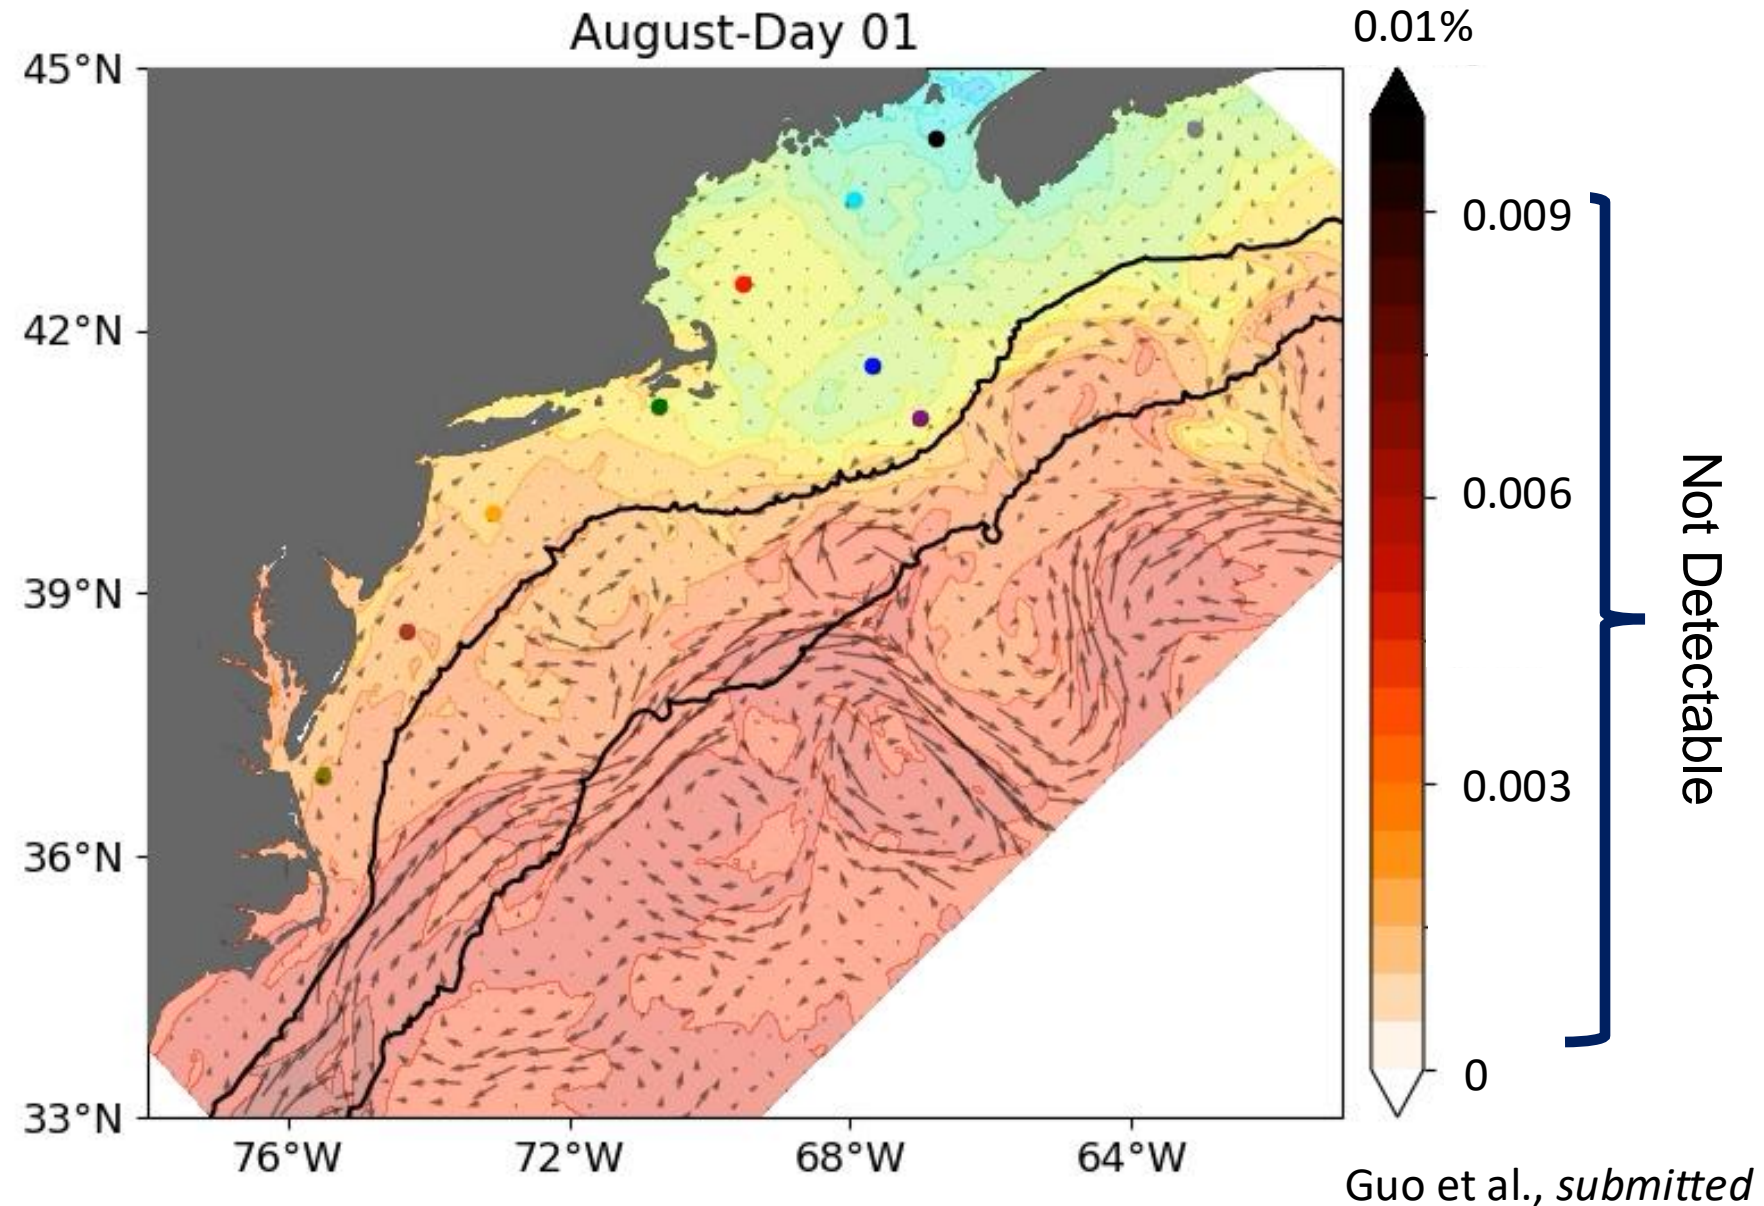 August-Day 01
0.01%
45°N
42°N
39°N
36°N
33°N
76°W
72°W
68°W
64°W
0.009
0.006
0.003
0
Not Detectable
Guo et al., submitted